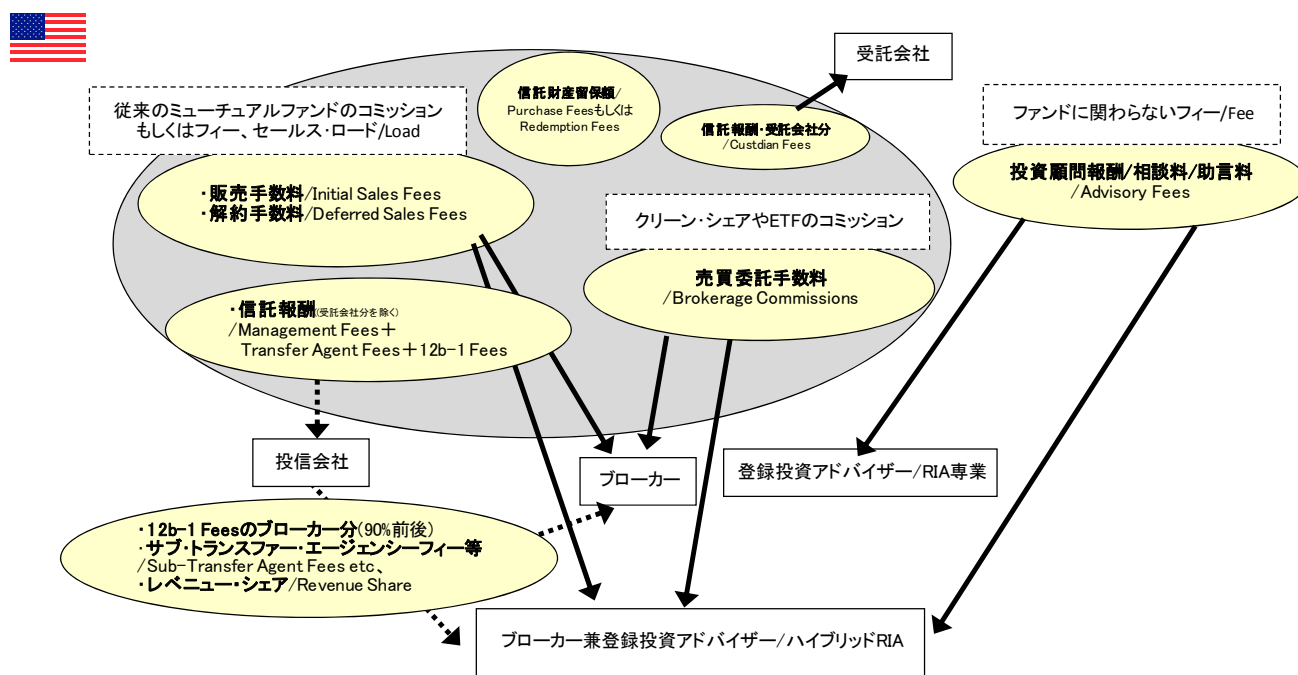 受託会社
信託財産留保額/
Purchase Feesもしくは
Redemption Fees
従来のミューチュアルファンドのコミッション
もしくはフィー、セールス・ロード/Load
ファンドに関わらないフィー/Fee
信託報酬・受託会社分
/Custdian Fees
投資顧問報酬/相談料/助言料
/Advisory Fees
・販売手数料/Initial Sales Fees
・解約手数料/Deferred Sales Fees
クリーン・シェアやETFのコミッション
売買委託手数料
/Brokerage Commissions
・信託報酬(受託会社分を除く)
/Management Fees＋
Transfer Agent Fees＋12b-1 Fees
投信会社
ブローカー
登録投資アドバイザー/RIA専業
・12b-1 Feesのブローカー分(90%前後)
・サブ・トランスファー・エージェンシーフィー等
/Sub-Transfer Agent Fees etc、
・レベニュー・シェア/Revenue Share
ブローカー兼登録投資アドバイザー/ハイブリッドRIA